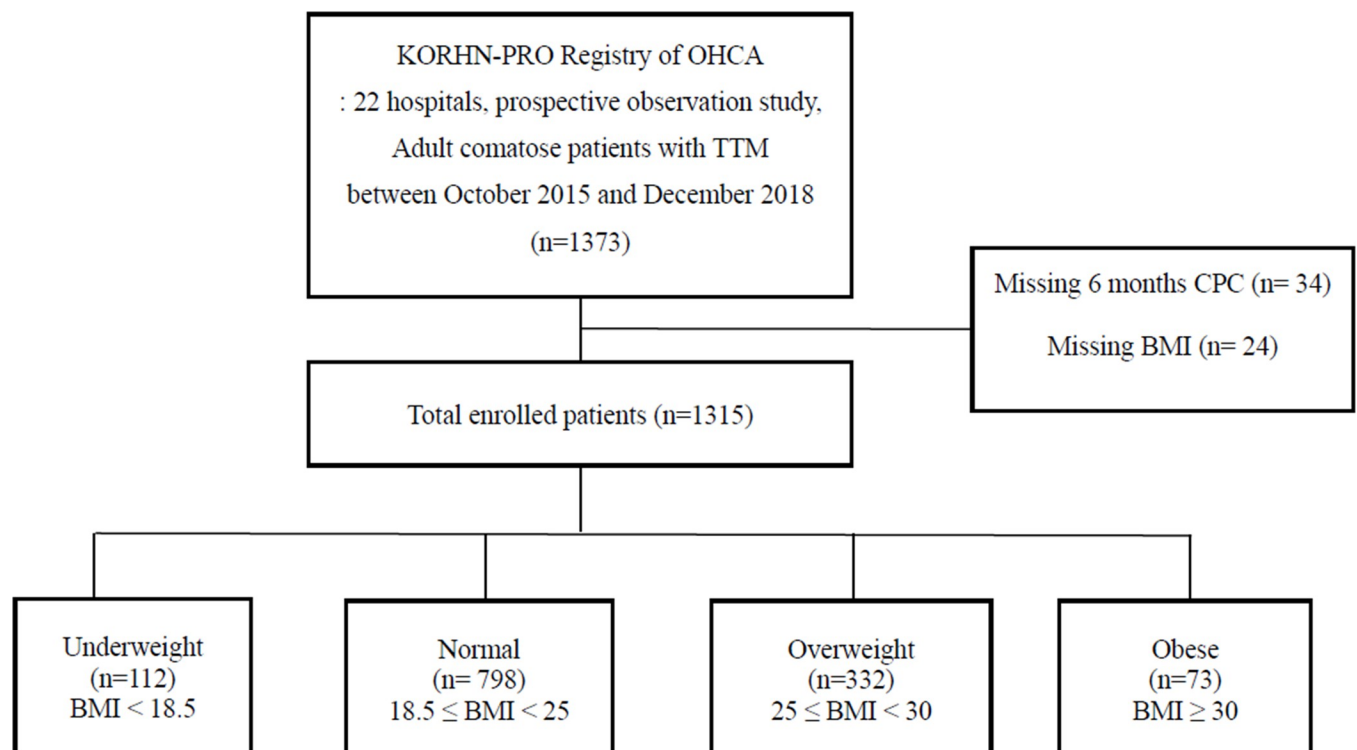 KORHN-PRO Registry of OHCA
: 22 hospitals, prospective observation study,
Adult comatose patients with TTM
between October 2015 and December 2018
(n=1373)
Missing 6 months CPC (n= 34)
Missing BMI (n= 24)
Total enrolled patients (n=1315)
Underweight
(n=112)
BMI < 18.5
Normal
(n= 798)
18.5 ≤ BMI < 25
Overweight
(n=332)
25 ≤ BMI < 30
Obese
(n=73)
BMI ≥ 30